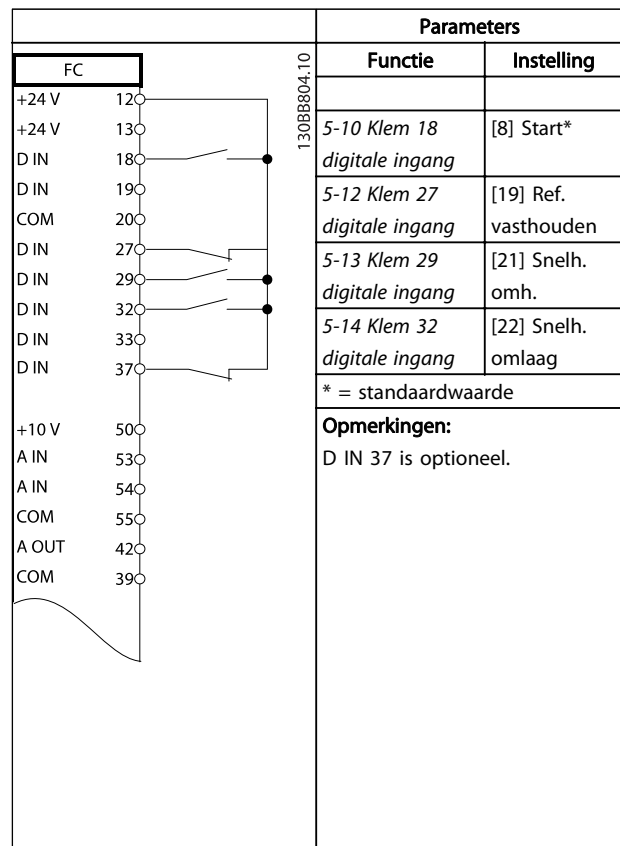 Parameters
Functie Instelling
FC
130BB804.10
+24 V 12
+24 V 13
D IN 18
D IN 19
COM 20
D IN 27
D IN 29
D IN 32
D IN 33
D IN 37
+10 V 50
A IN 53
A IN 54
COM 55
A OUT 42
COM 39
5-10 Klem 18 [8] Start*
digitale ingang
5-12 Klem 27 [19] Ref.
digitale ingang vasthouden
5-13 Klem 29 [21] Snelh.
digitale ingang omh.
5-14 Klem 32 [22] Snelh.
digitale ingang omlaag
* = standaardwaarde
Opmerkingen:
D IN 37 is optioneel.